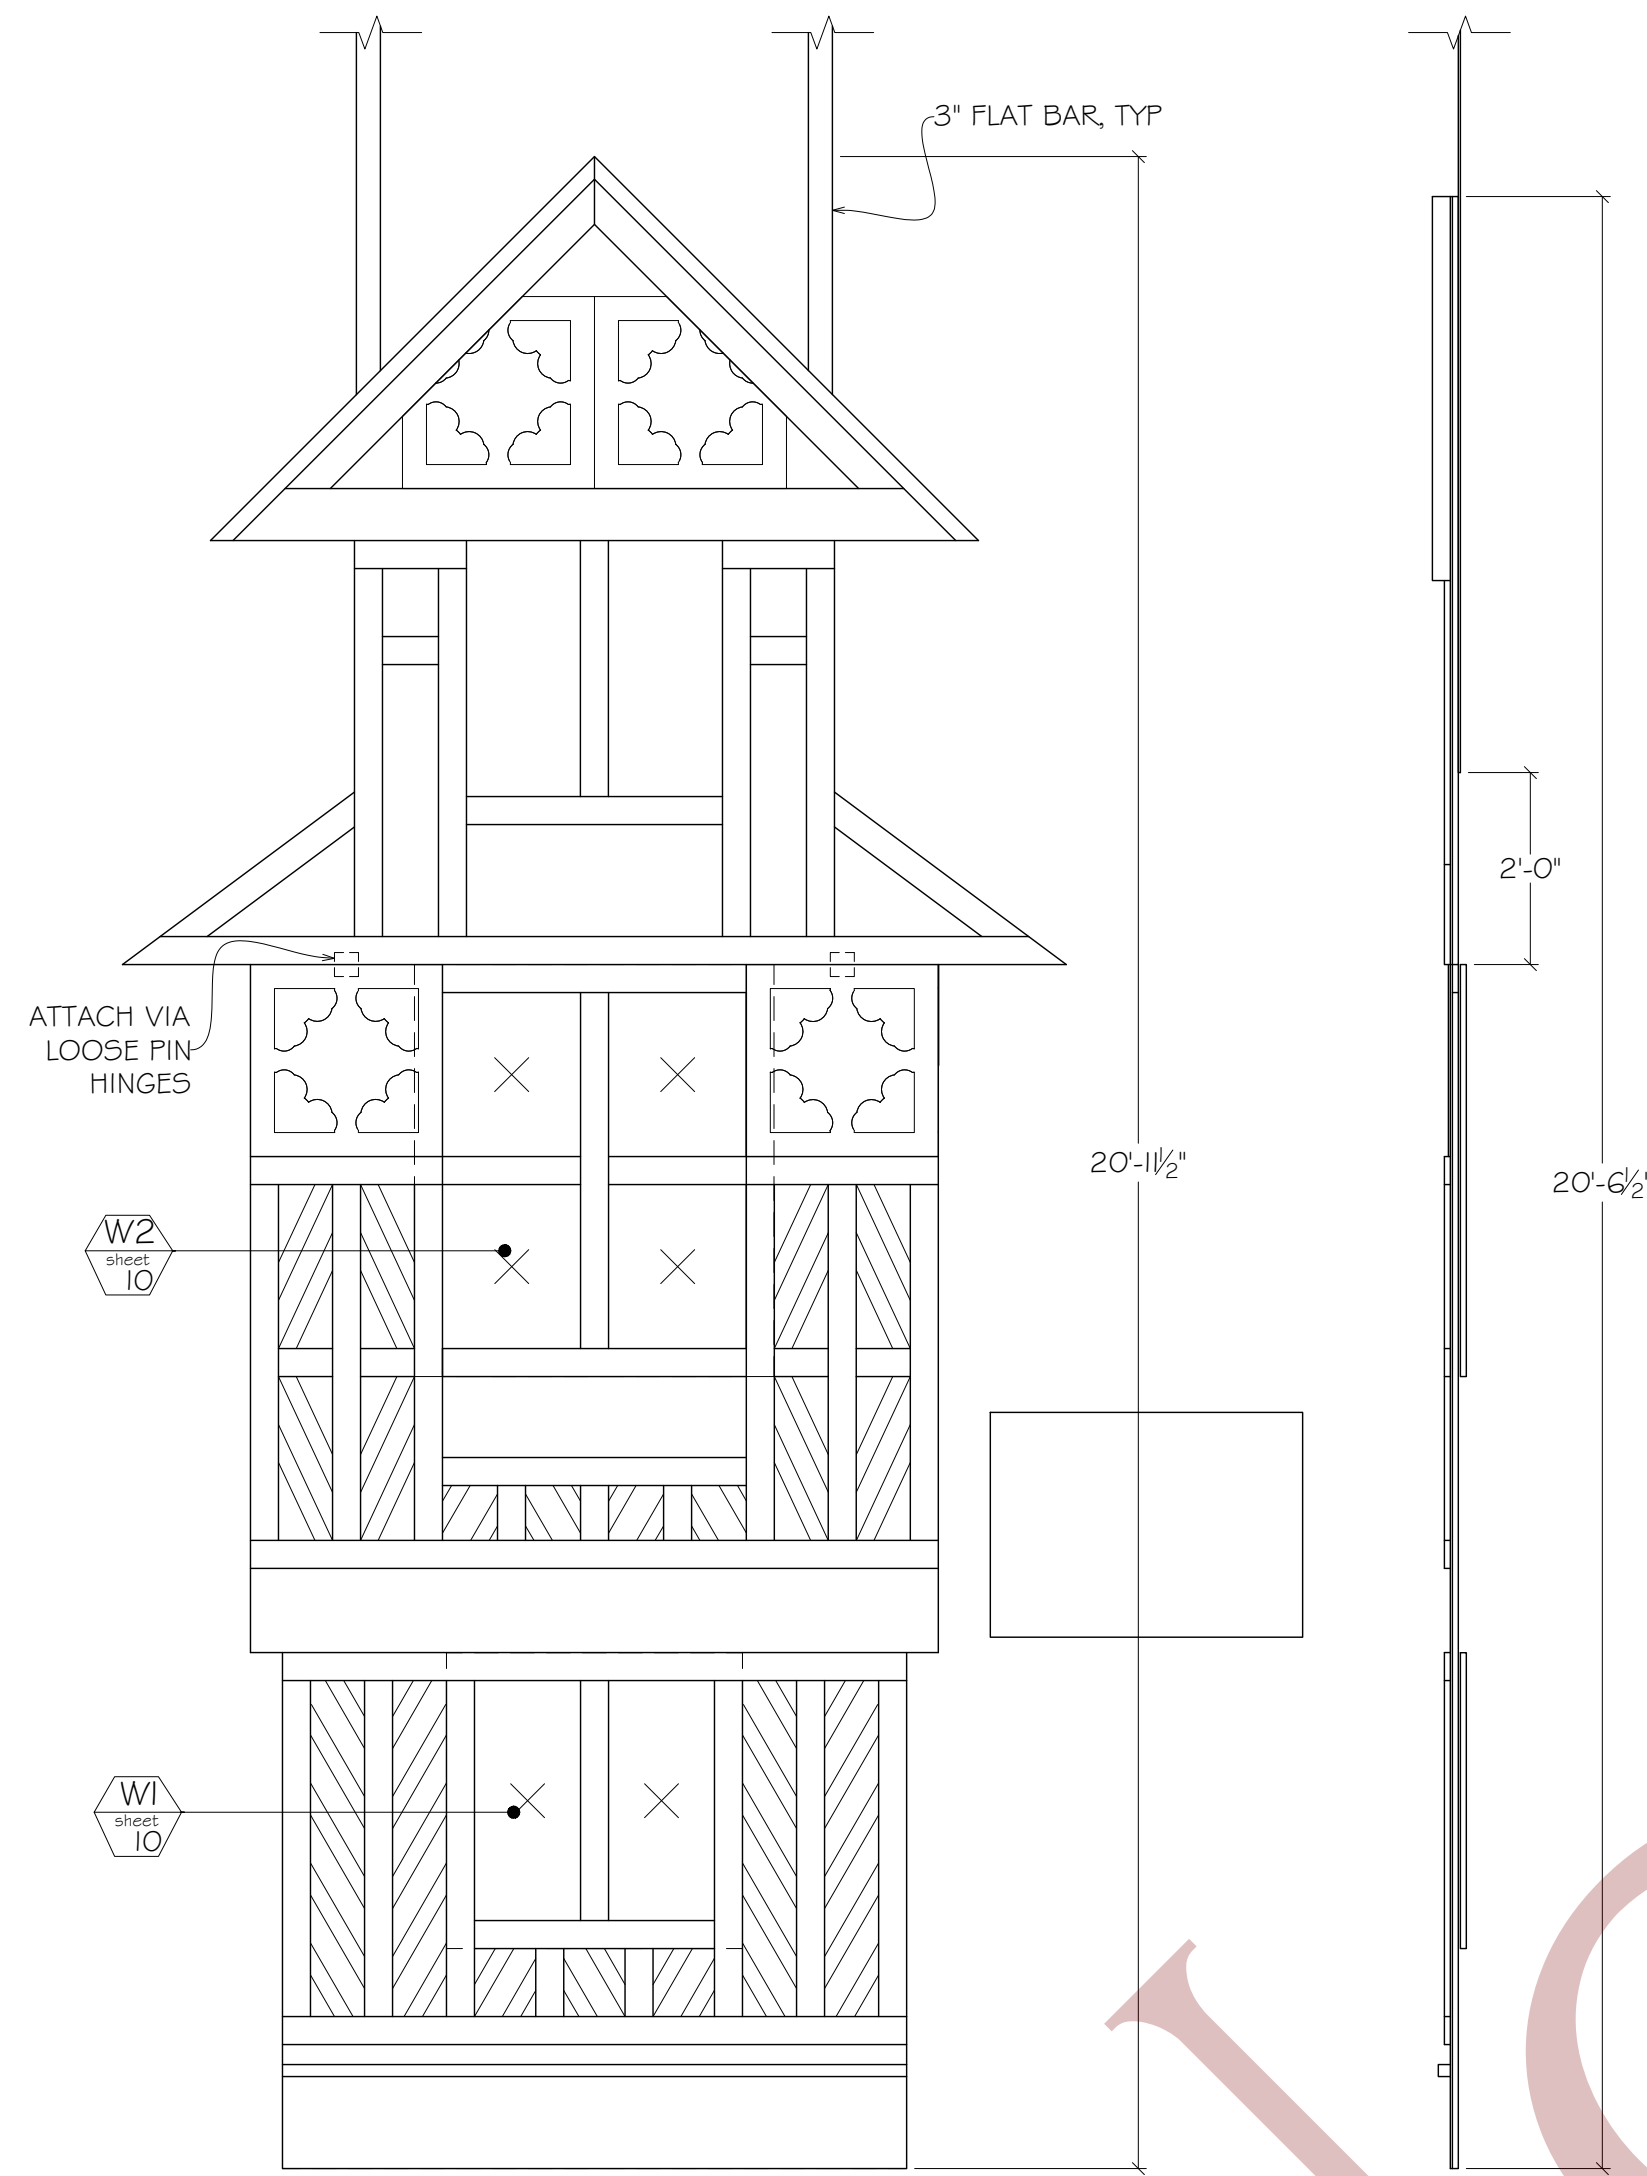 3" FLAT BAR, TYP
2'-0"
ATTACH VIA
LOOSE PIN
HINGES
20'-11½"
20'-6½"
W2
sheet
10
W1
sheet
10